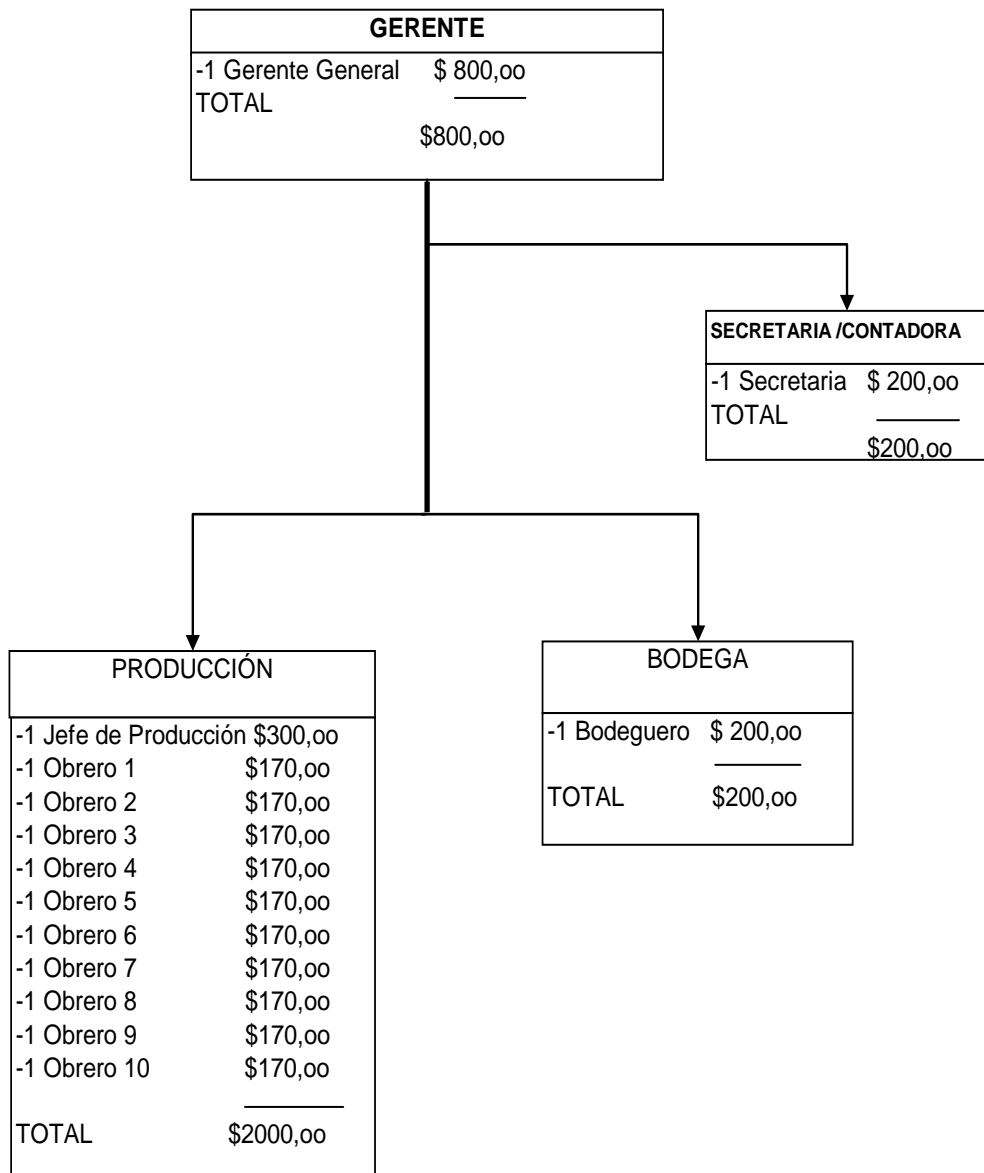 GERENTE
-1 Gerente General $ 800,oo
TOTAL
$800,oo
SECRETARIA /CONTADORA
-1 Secretaria $ 200,oo
TOTAL
$200,oo
PRODUCCIÓN
-1 Jefe de Producción $300,oo
-1 Obrero 1 $170,oo
-1 Obrero 2 $170,oo
-1 Obrero 3 $170,oo
-1 Obrero 4 $170,oo
-1 Obrero 5 $170,oo
-1 Obrero 6 $170,oo
-1 Obrero 7 $170,oo
-1 Obrero 8 $170,oo
-1 Obrero 9 $170,oo
-1 Obrero 10 $170,oo
TOTAL $2000,oo
BODEGA
-1 Bodeguero $ 200,oo
TOTAL $200,oo